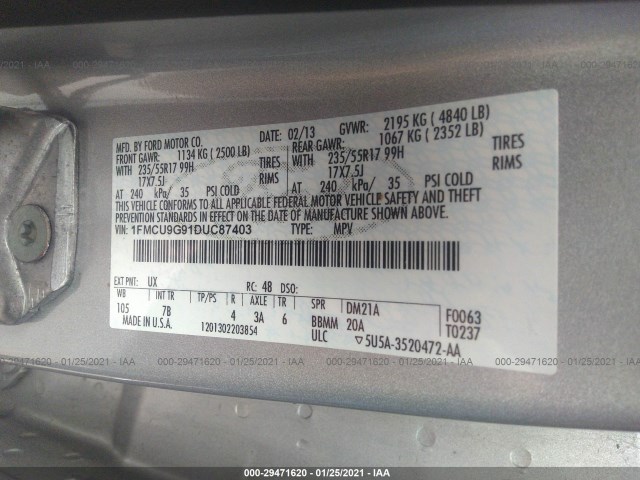 000-29471620 01/25/2021 IAA 000-29471620 01/25/2021 IAA
MFD. BY FORD MOTOR CO. DATE: 02/13 GVWR: 2195 KG ( 4840 LB)
FRONT GAWR: 1134 KG ( 2500 LB) REAR GAWR: 1067 KG ( 2352 LB)
WITH 235/55R17 99H TIRES WITH 235/55R17 99H TIRES
17X7.5J RIMS 17X7.5J RIMS
AT 240 kPa/ 35 PSI COLD AT 240 kPa/ 35 PSI COLD
THIS VEHICLE CONFORMS TO ALL APPLICABLE FEDERAL MOTOR VEHICLE SAFETY AND THEFT
PREVENTION STANDARDS IN EFFECT ON THE DATE OF MANUFACTURE SHOWN ABOVE.
VIN: 1FMCU9G91DUC87403 TYPE: MPV
EXT PNT: UX RC: 48 DSO:
WB INT TR TP/PS R AXLE TR SPR DM21A F0063
105 7B 4 3A 6 BBMM 20A T0237
MADE IN U.S.A. 1201302203854 ULC 5U5A-3520472-AA
000-29471620 01/25/2021 IAA 000-29471620 01/25/2021 IAA
000-29471620 01/25/2021 IAA